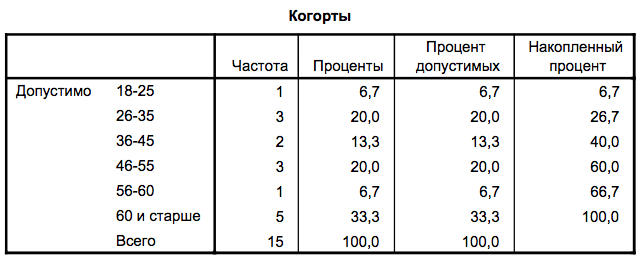 Когорты
Частота Проценты Процент допустимых Накопленный процент
Допустимо 18-25 1 6,7 6,7 6,7
26-35 3 20,0 20,0 26,7
36-45 2 13,3 13,3 40,0
46-55 3 20,0 20,0 60,0
56-60 1 6,7 6,7 66,7
60 и старше 5 33,3 33,3 100,0
Всего 15 100,0 100,0